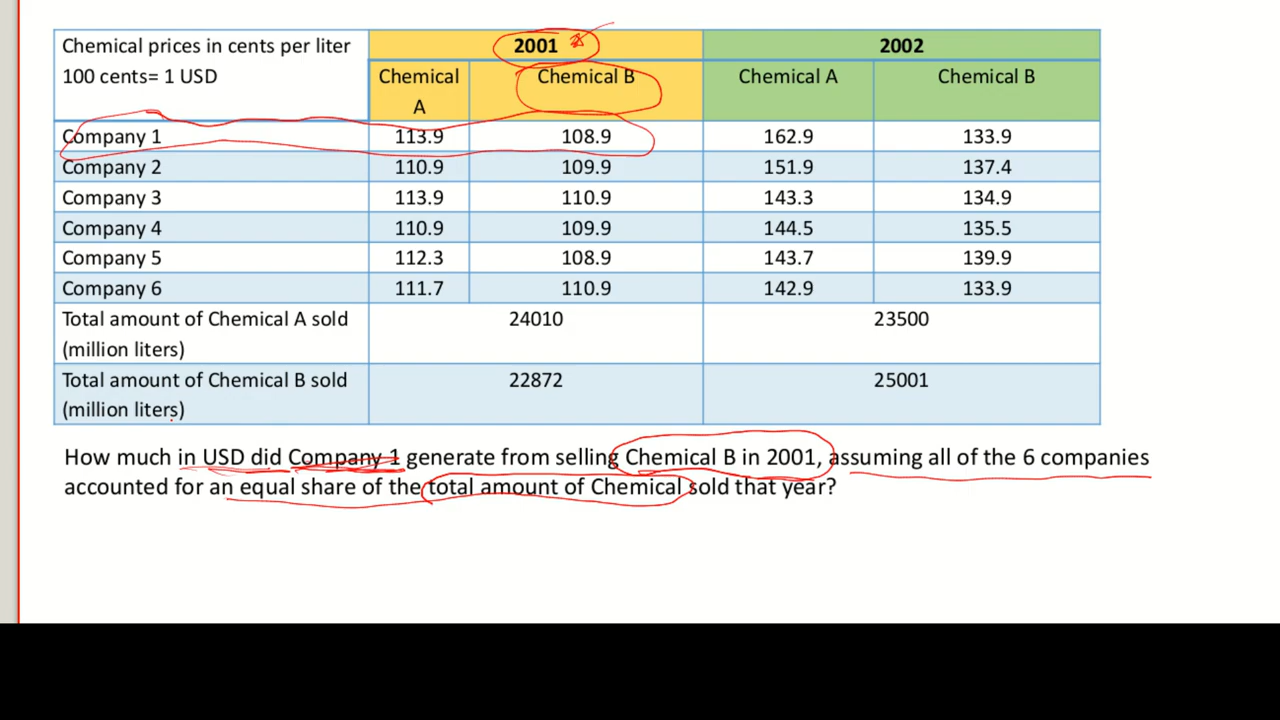 Chemical prices in cents per liter 2001 2002
100 cents= 1 USD Chemical A Chemical B Chemical A Chemical B
Company 1 113.9 108.9 162.9 133.9
Company 2 110.9 109.9 151.9 137.4
Company 3 113.9 110.9 143.3 134.9
Company 4 110.9 109.9 144.5 135.5
Company 5 112.3 108.9 143.7 139.9
Company 6 111.7 110.9 142.9 133.9
Total amount of Chemical A sold 24010 23500
(million liters)
Total amount of Chemical B sold 22872 25001
(million liters)
How much in USD did Company 1 generate from selling Chemical B in 2001, assuming all of the 6 companies
accounted for an equal share of the total amount of Chemical sold that year?